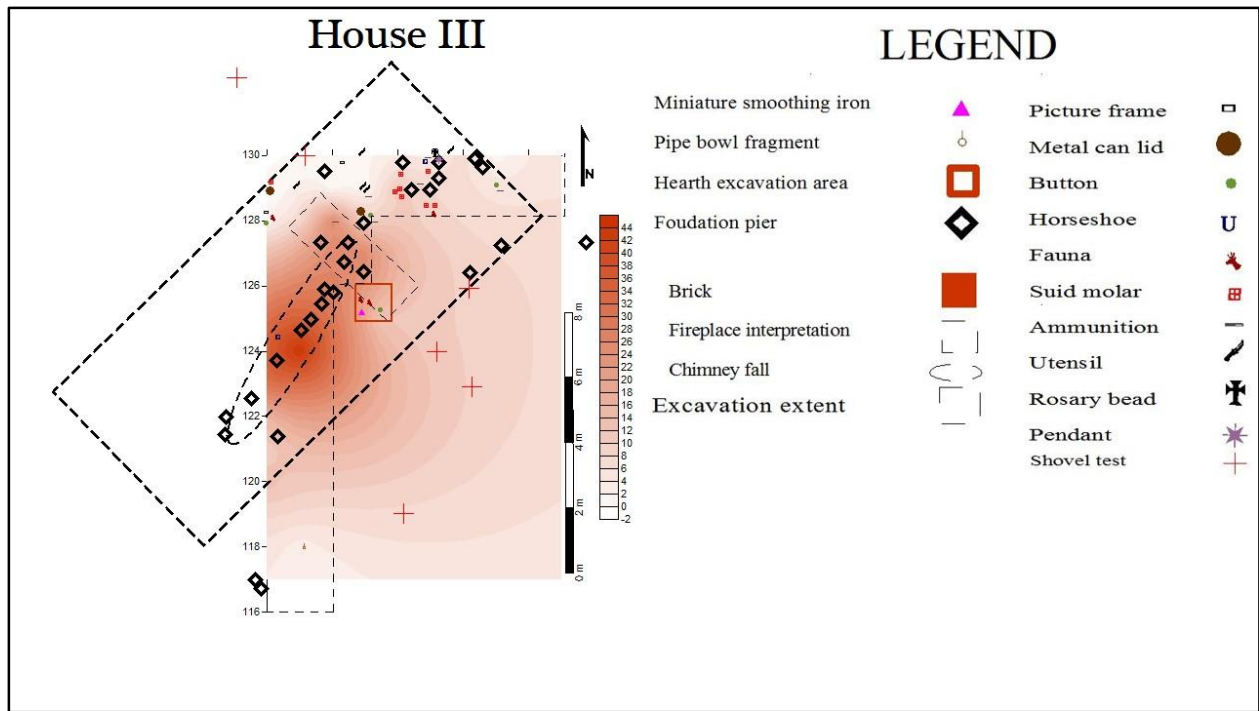 House III
LEGEND
Miniature smoothing iron
Pipe bowl fragment
Hearth excavation area
Foudation pier
Brick
Fireplace interpretation
Chimney fall
Excavation extent
Picture frame
Metal can lid
Button
Horseshoe
U
Fauna
Suid molar
Ammunition
Utensil
Rosary bead
Pendant
Shovel test
N
130
128
126
124
122
120
118
116
8 m
6 m
4 m
2 m
0 m
44
42
40
38
36
34
32
30
28
26
24
22
20
18
16
14
12
10
8
6
4
2
0
-2